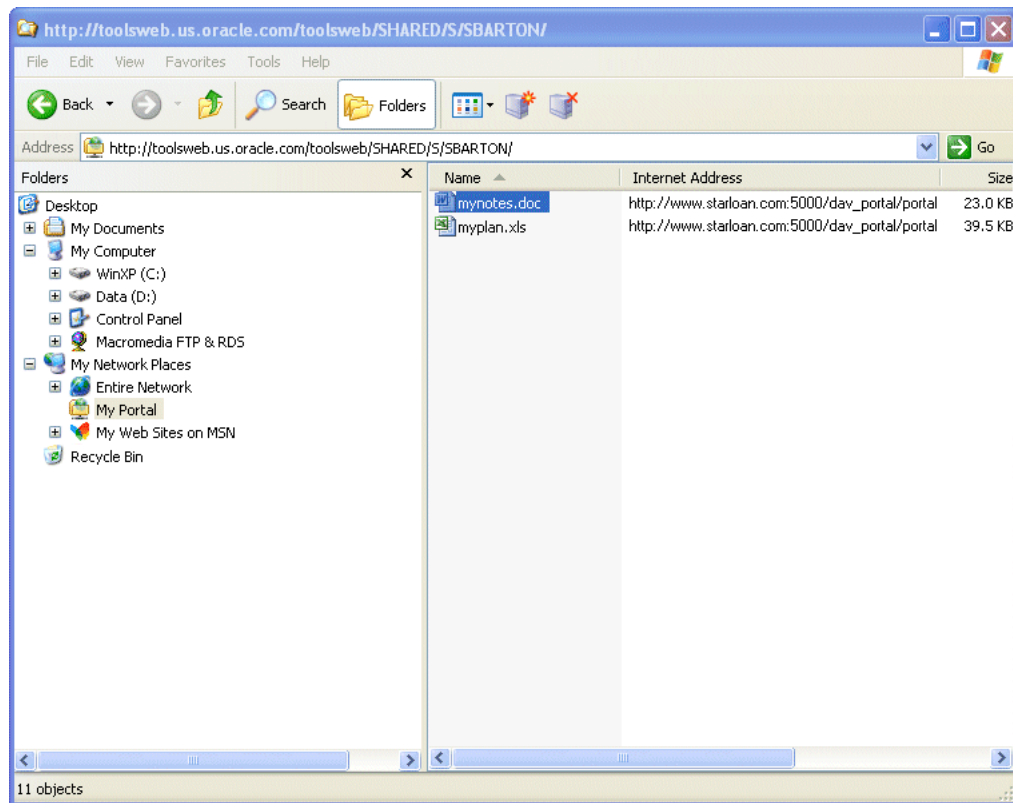 http://toolsweb.us.oracle.com/toolsweb/SHARED/S/SBARTON/
File Edit View Favorites Tools Help
Back Search Folders
Address http://toolsweb.us.oracle.com/toolsweb/SHARED/S/SBARTON/ Go
Folders x Name Internet Address Size
Desktop
My Documents
My Computer
WinXP (C:)
Data (D:)
Control Panel
Macromedia FTP & RDS
My Network Places
Entire Network
My Portal
My Web Sites on MSN
Recycle Bin
mynotes.doc http://www.starloan.com:5000/dav_portal/portal 23.0 KB
myplan.xls http://www.starloan.com:5000/dav_portal/portal 39.5 KB
11 objects